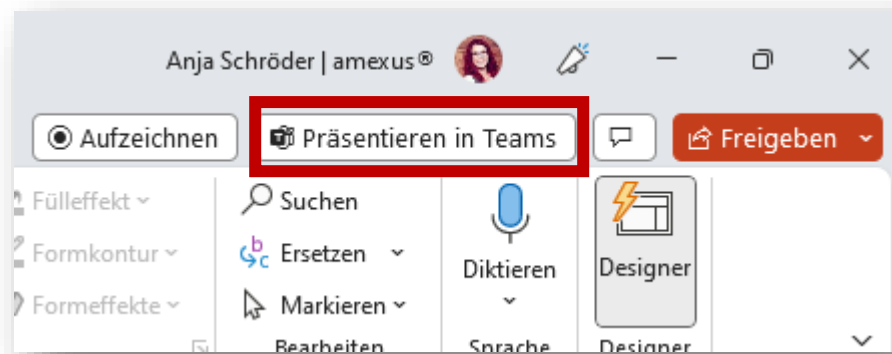 Anja Schröder | amexus®
Aufzeichnen
Präsentieren in Teams
Freigeben
Fülleffekt
Suchen
Formkontur
Ersetzen
Diktieren
Designer
Formeffekte
Markieren
Bearbeiten
Sprache
Designer